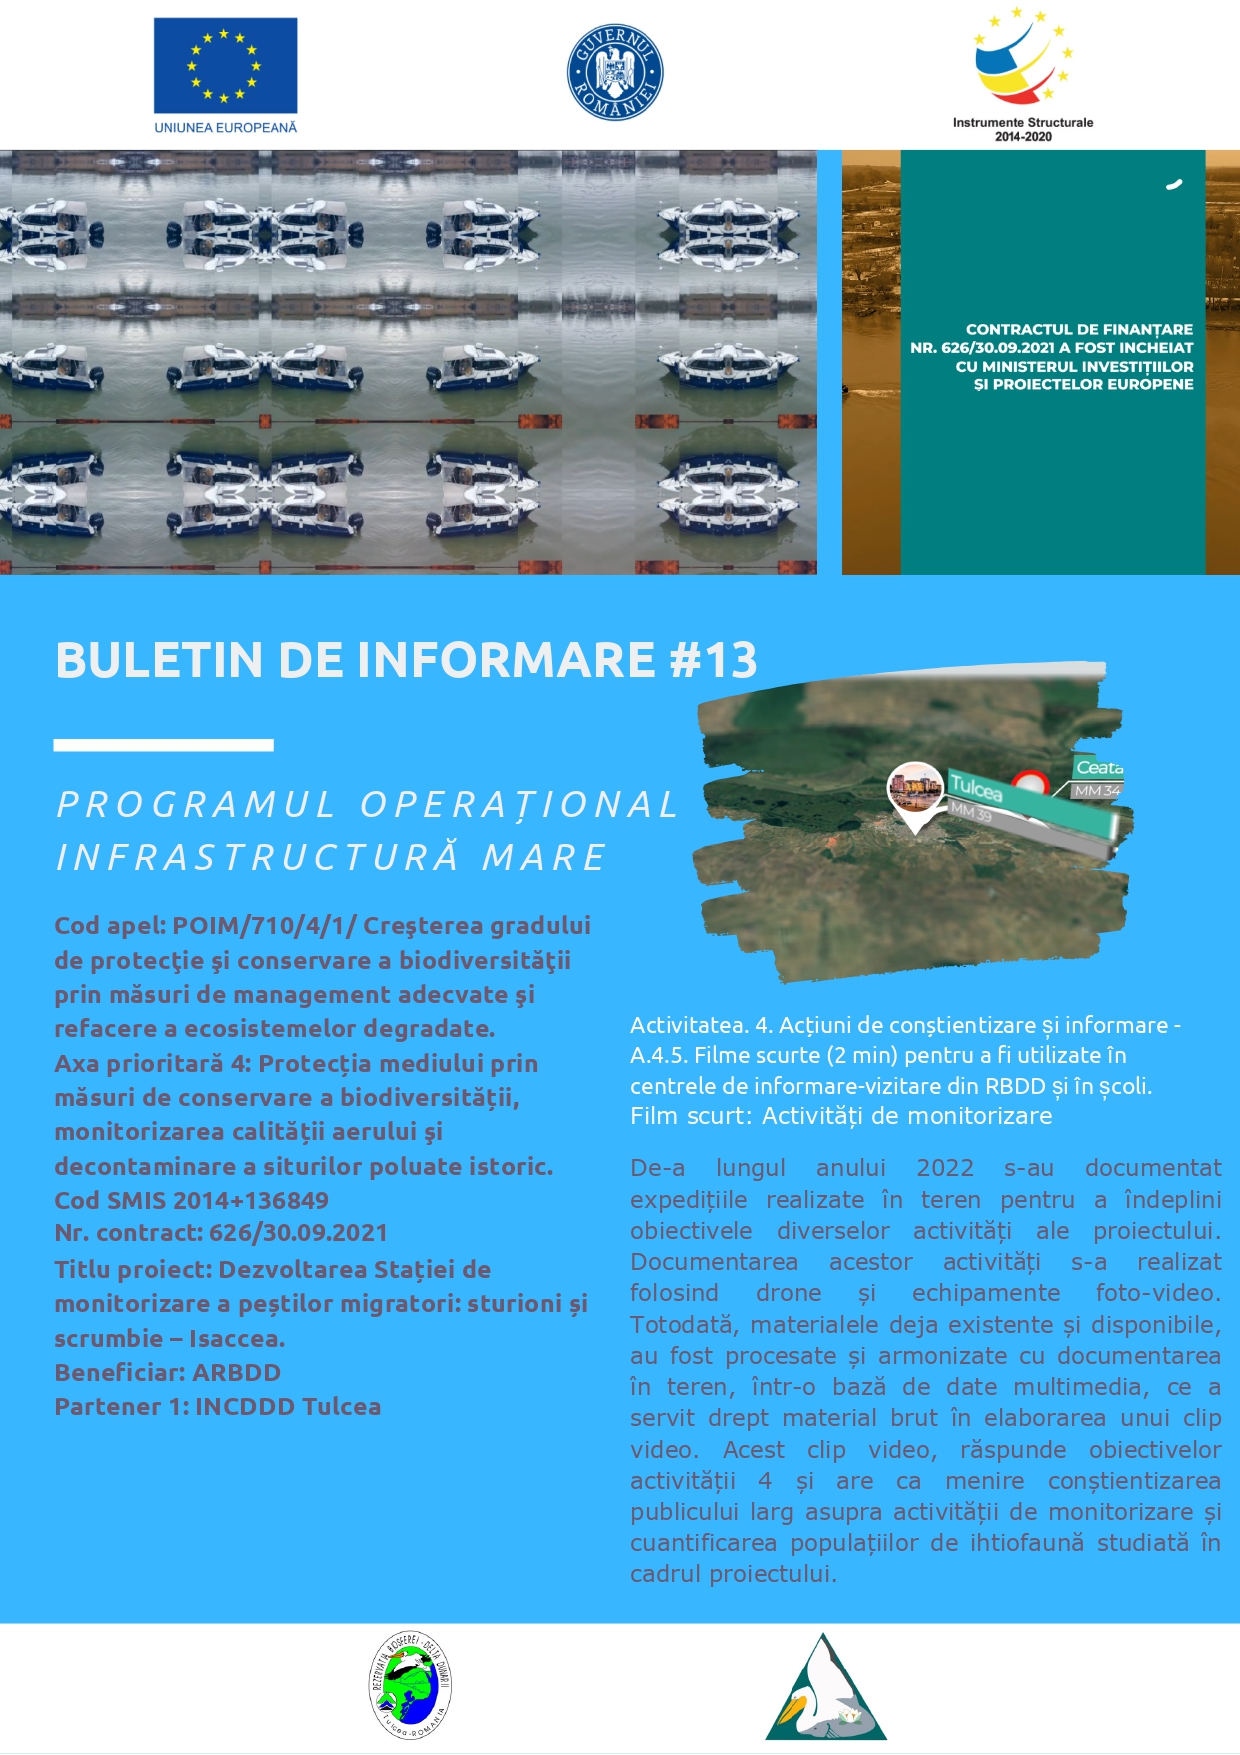 UNIUNEA EUROPEANĂ
GUVERNUL ROMÂNIEI
Instrumente Structurale
2014-2020
CONTRACTUL DE FINANȚARE
NR. 626/30.09.2021 A FOST INCHEIAT
CU MINISTERUL INVESTIȚIILOR
ȘI PROIECTELOR EUROPENE
BULETIN DE INFORMARE #13
PROGRAMUL OPERAȚIONAL
INFRASTRUCTURĂ MARE
Tulcea
MM 39
Ceata
MM 34
Cod apel: POIM/710/4/1/ Creşterea gradului
de protecţie şi conservare a biodiversităţii
prin măsuri de management adecvate şi
refacere a ecosistemelor degradate.
Axa prioritară 4: Protecția mediului prin
măsuri de conservare a biodiversității,
monitorizarea calității aerului şi
decontaminare a siturilor poluate istoric.
Cod SMIS 2014+136849
Nr. contract: 626/30.09.2021
Titlu proiect: Dezvoltarea Stației de
monitorizare a peștilor migratori: sturioni și
scrumbie – Isaccea.
Beneficiar: ARBDD
Partener 1: INCDDD Tulcea
Activitatea. 4. Acțiuni de conștientizare și informare -
A.4.5. Filme scurte (2 min) pentru a fi utilizate în
centrele de informare-vizitare din RBDD și în școli.
Film scurt: Activități de monitorizare
De-a lungul anului 2022 s-au documentat
expedițiile realizate în teren pentru a îndeplini
obiectivele diverselor activități ale proiectului.
Documentarea acestor activități s-a realizat
folosind drone și echipamente foto-video.
Totodată, materialele deja existente și disponibile,
au fost procesate și armonizate cu documentarea
în teren, într-o bază de date multimedia, ce a
servit drept material brut în elaborarea unui clip
video. Acest clip video, răspunde obiectivelor
activității 4 și are ca menire conștientizarea
publicului larg asupra activității de monitorizare și
cuantificarea populațiilor de ihtiofaună studiată în
cadrul proiectului.
REZERVAȚIA BIOSFEREI - DELTA DUNĂRII
Tulcea - ROMANIA